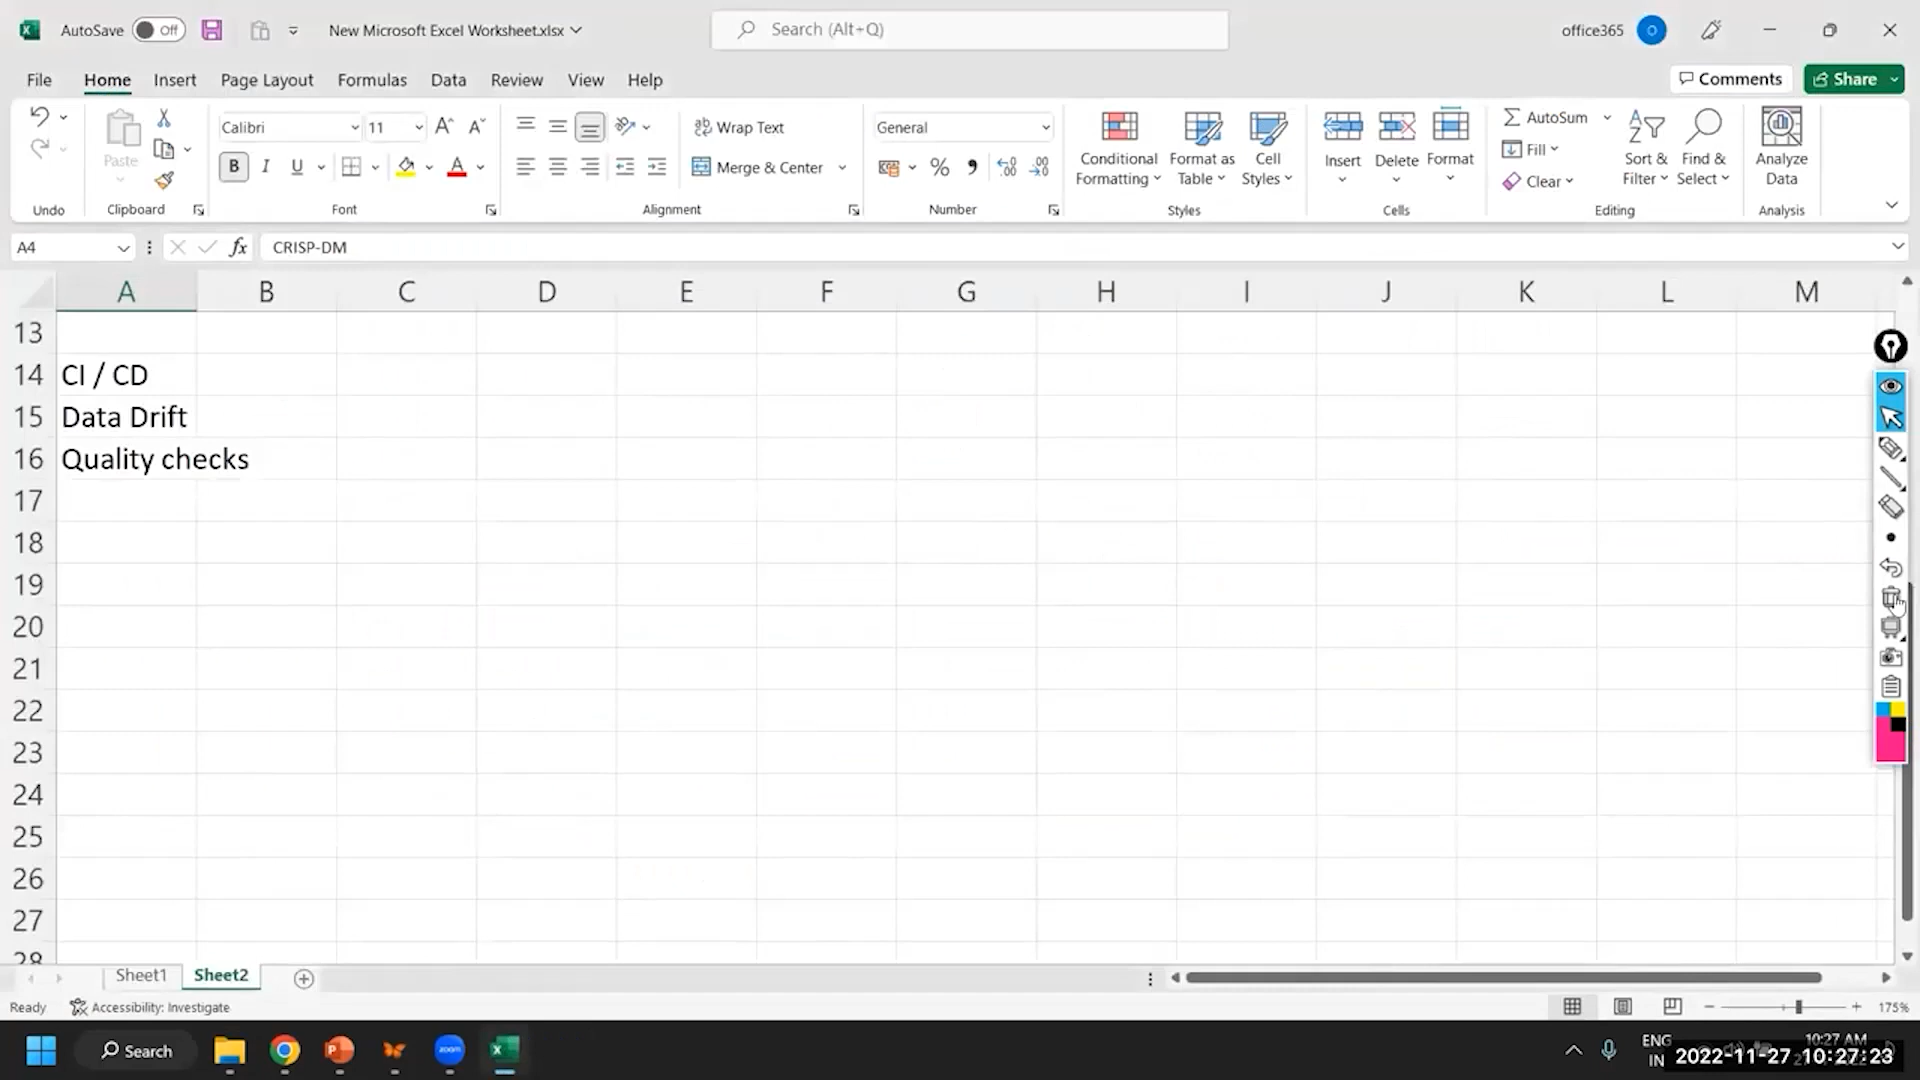 AutoSave Off New Microsoft Excel Worksheet.xlsx Search (Alt+Q) office365 O
File Home Insert Page Layout Formulas Data Review View Help Comments Share
Paste Calibri 11 B I U A A Wrap Text Merge & Center General % Conditional Formatting Format as Table Cell Styles Insert Delete Format AutoSum Fill Clear Sort & Filter Find & Select Analyze Data
Undo Clipboard Font Alignment Number Styles Cells Editing Analysis
A4 fx CRISP-DM
A B C D E F G H I J K L M
13
14 CI / CD
15 Data Drift
16 Quality checks
17
18
19
20
21
22
23
24
25
26
27
28
Sheet1 Sheet2
Ready Accessibility: Investigate 175%
Search zoom ENG IN 10:27 AM
2022-11-27 10:27:23